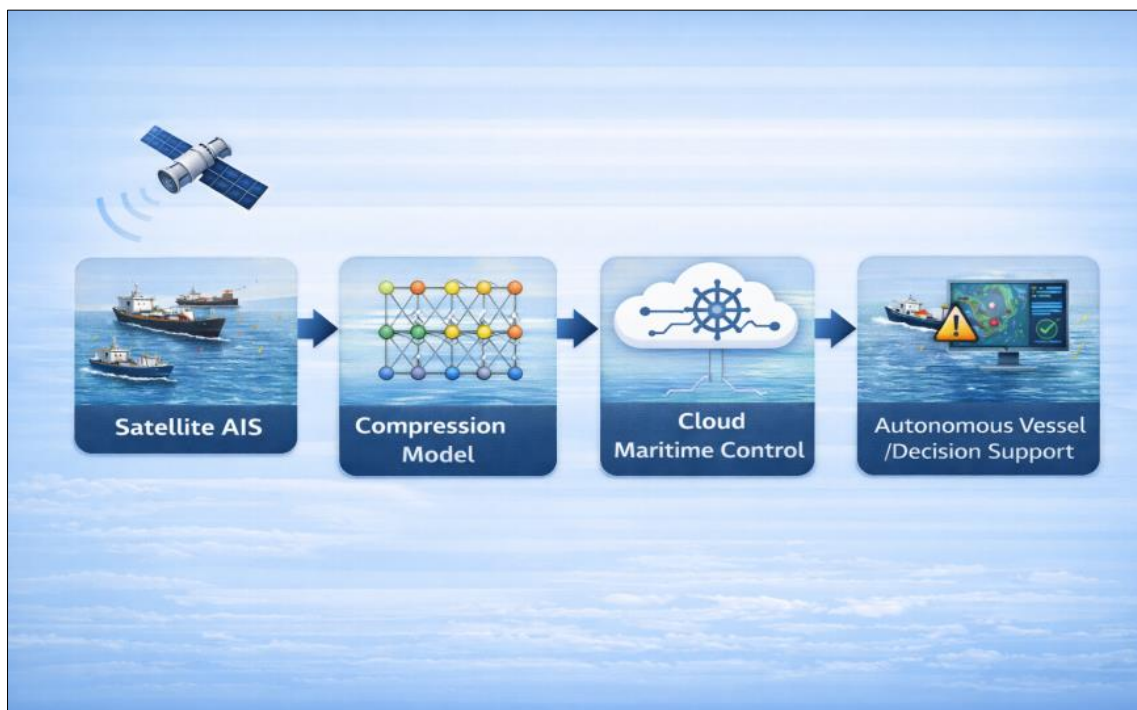 Satellite AIS
Compression
Model
Cloud
Maritime Control
Autonomous Vessel
/Decision Support